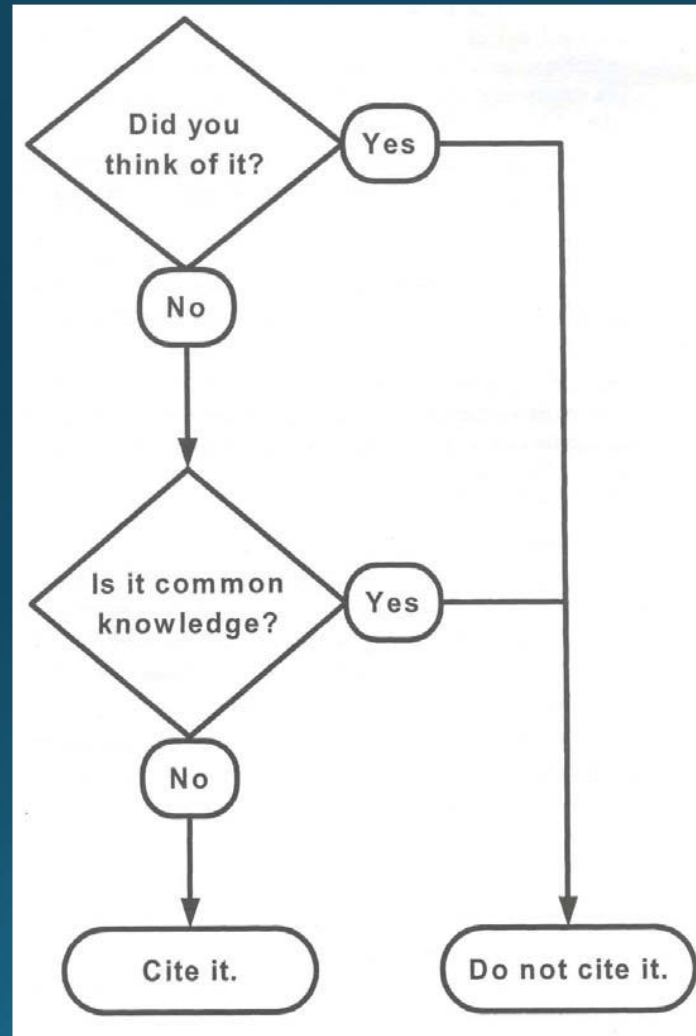 Did you
think of it?
Yes
No
Is it common
knowledge?
Yes
No
Cite it.
Do not cite it.